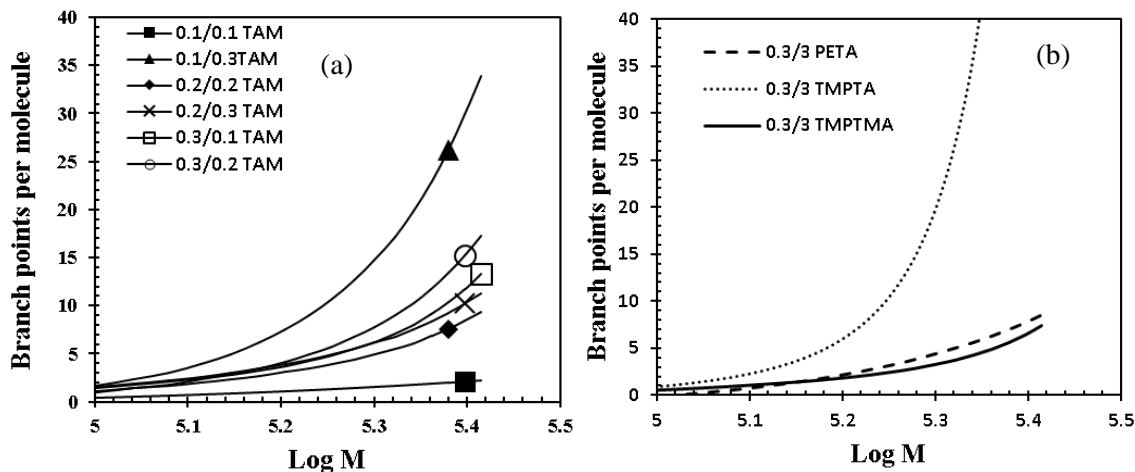 Branch points per molecule
40
35
30
25
20
15
10
5
0
0.1/0.1 TAM
0.1/0.3TAM
0.2/0.2 TAM
0.2/0.3 TAM
0.3/0.1 TAM
0.3/0.2 TAM
(a)
5
5.1
5.2
5.3
5.4
5.5
Log M
Branch points per molecule
40
35
30
25
20
15
10
5
0
0.3/3 PETA
0.3/3 TMPTA
0.3/3 TMPTMA
(b)
5
5.1
5.2
5.3
5.4
5.5
Log M